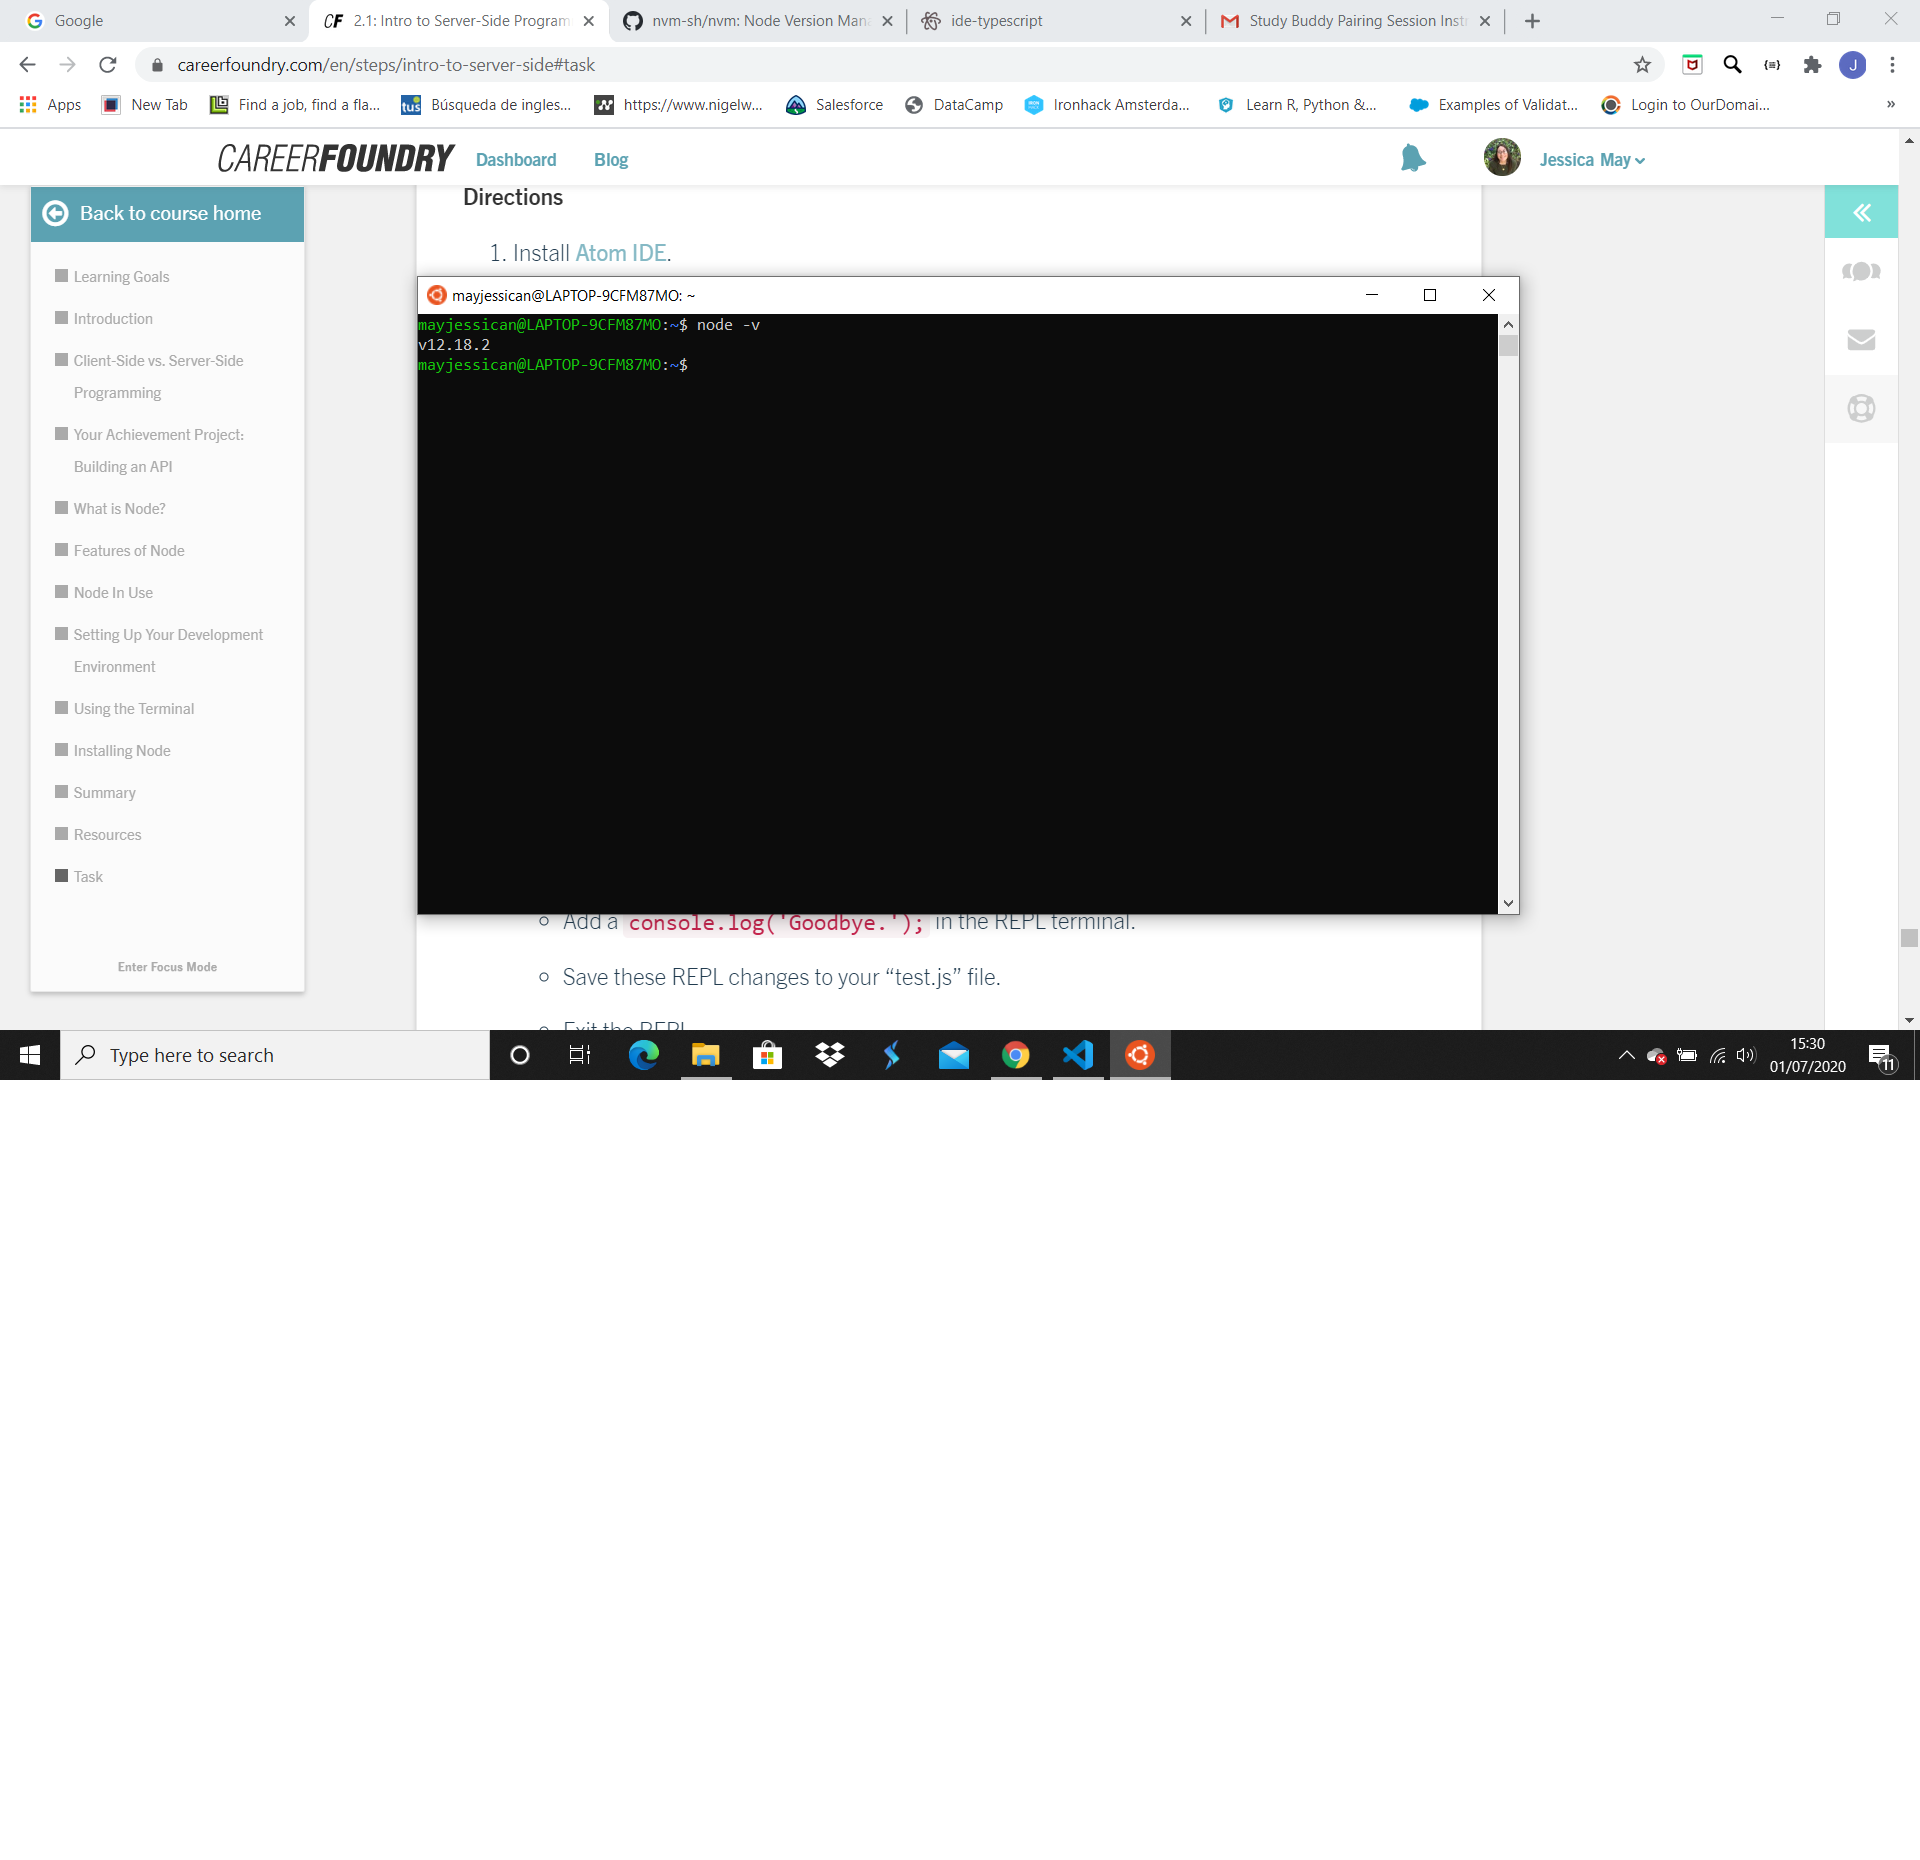 Google
CF 2.1: Intro to Server-Side Program
nvm-sh/nvm: Node Version Man
ide-typescript
Study Buddy Pairing Session Inst
careerfoundry.com/en/steps/intro-to-server-side#task
J
Apps
New Tab
Find a job, find a fla...
tus
Búsqueda de ingles...
https://www.nigelw...
Salesforce
DataCamp
Ironhack Amsterda...
Learn R, Python &...
Examples of Validat...
Login to OurDomai...
»
CAREERFOUNDRY
Dashboard
Blog
Jessica May
Back to course home
Learning Goals
Introduction
Client-Side vs. Server-Side
Programming
Your Achievement Project:
Building an API
What is Node?
Features of Node
Node In Use
Setting Up Your Development
Environment
Using the Terminal
Installing Node
Summary
Resources
Task
Enter Focus Mode
Directions
1. Install Atom IDE.
mayjessican@LAPTOP-9CFM87MO: ~
mayjessican@LAPTOP-9CFM87MO:~$ node -v
v12.18.2
mayjessican@LAPTOP-9CFM87MO:~$
Add a console.log('Goodbye.'); in the REPL terminal.
Save these REPL changes to your “test.js” file.
Exit the REPL
Type here to search
15:30
01/07/2020
11